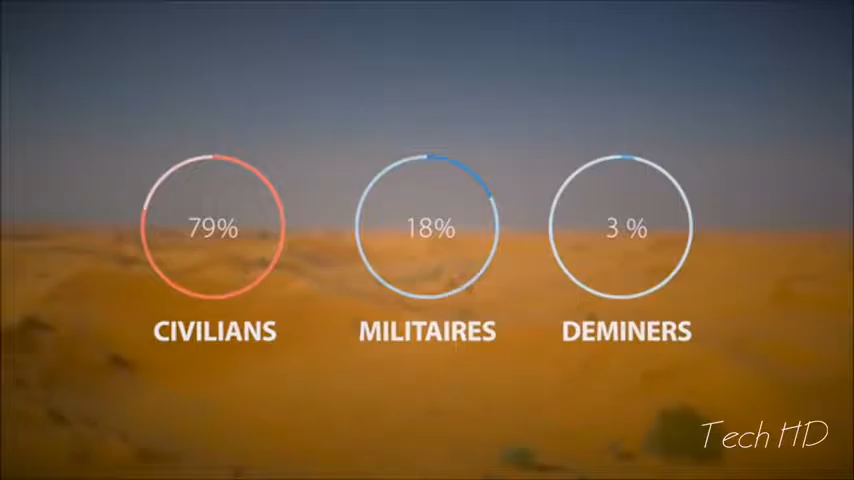 79%
18%
3 %
CIVILIANS
MILITAIRES
DEMINERS
Tech HD